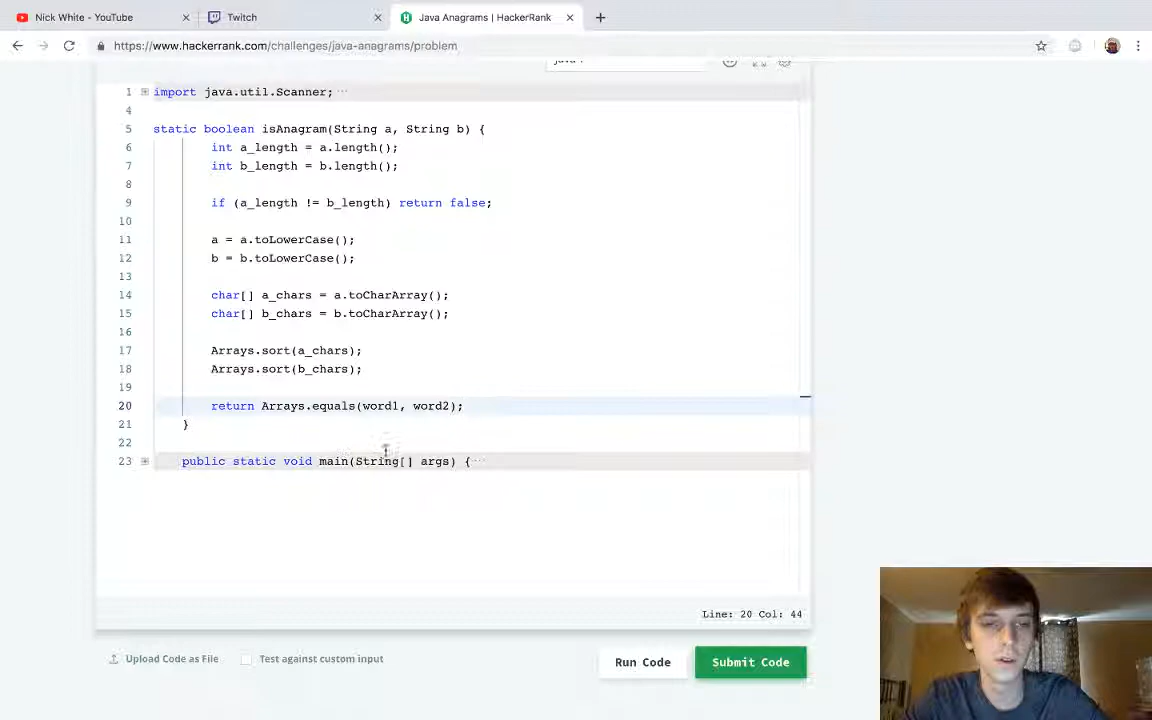 Nick White - YouTube
Twitch
Java Anagrams | HackerRank
https://www.hackerrank.com/challenges/java-anagrams/problem
1 import java.util.Scanner;
4
5 static boolean isAnagram(String a, String b) {
6 int a_length = a.length();
7 int b_length = b.length();
8
9 if (a_length != b_length) return false;
10
11 a = a.toLowerCase();
12 b = b.toLowerCase();
13
14 char[] a_chars = a.toCharArray();
15 char[] b_chars = b.toCharArray();
16
17 Arrays.sort(a_chars);
18 Arrays.sort(b_chars);
19
20 return Arrays.equals(word1, word2);
21 }
22
23 public static void main(String[] args) {
Line: 20 Col: 44
Upload Code as File
Test against custom input
Run Code
Submit Code